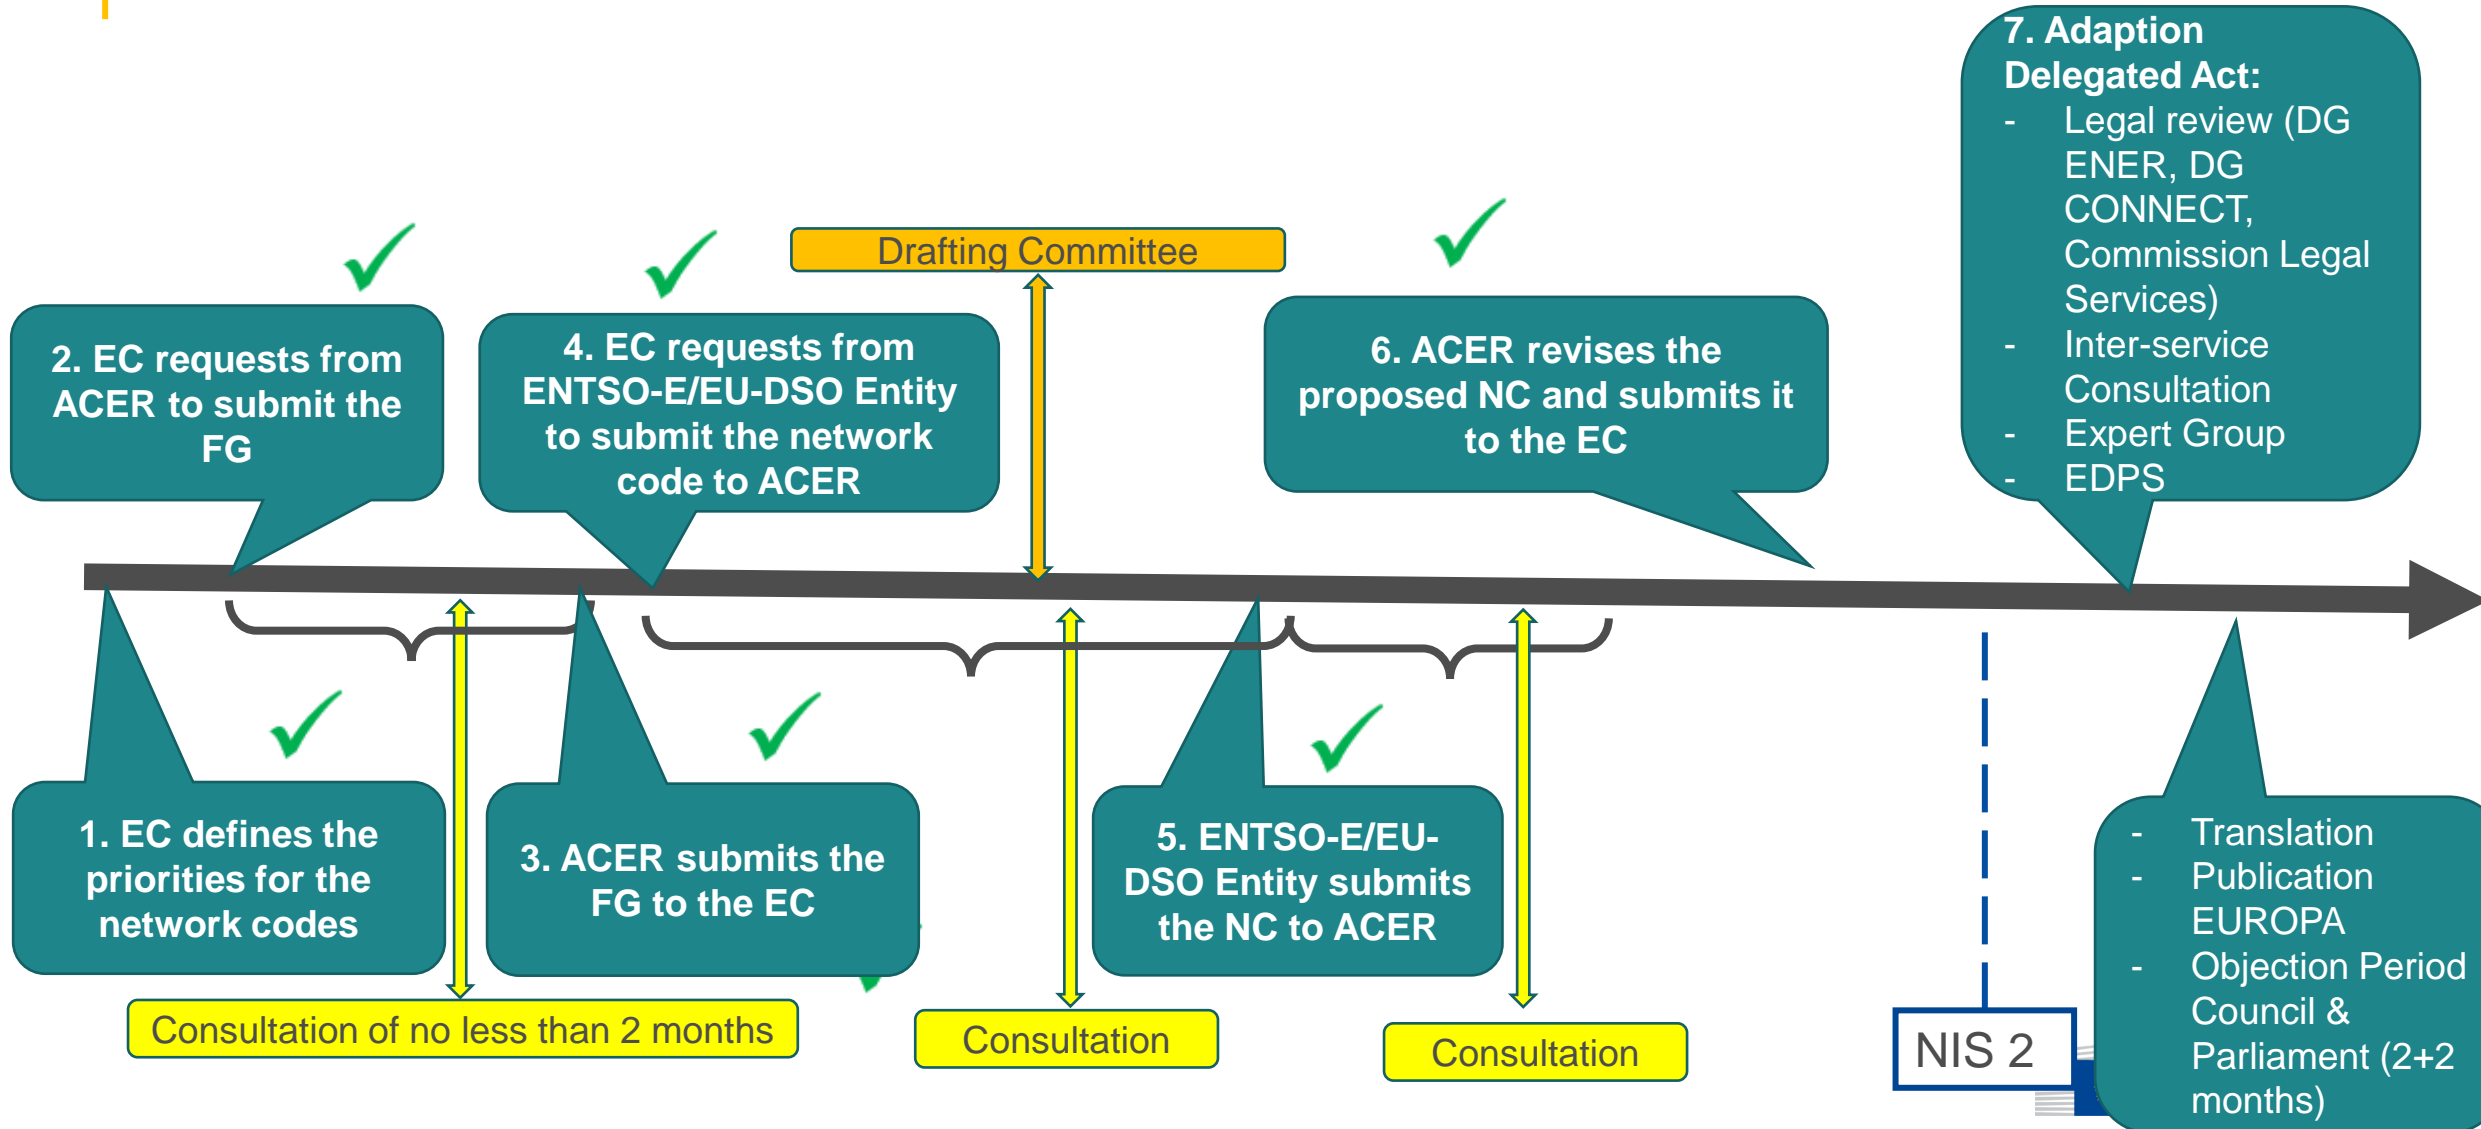 7. Adaption
Delegated Act:
- Legal review (DG
ENER, DG
CONNECT,
Commission Legal
Services)
- Inter-service
Consultation
- Expert Group
- EDPS
Drafting Committee
2. EC requests from
ACER to submit the
FG
4. EC requests from
ENTSO-E/EU-DSO Entity
to submit the network
code to ACER
6. ACER revises the
proposed NC and submits it
to the EC
1. EC defines the
priorities for the
network codes
3. ACER submits the
FG to the EC
5. ENTSO-E/EU-
DSO Entity submits
the NC to ACER
- Translation
- Publication
EUROPA
- Objection Period
Council &
Parliament (2+2
months)
Consultation of no less than 2 months
Consultation
Consultation
NIS 2